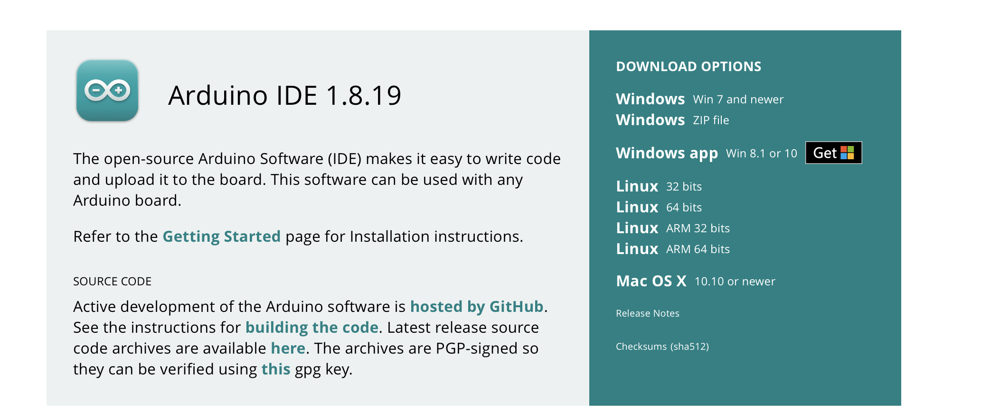 Arduino IDE 1.8.19
The open-source Arduino Software (IDE) makes it easy to write code
and upload it to the board. This software can be used with any
Arduino board.
Refer to the Getting Started page for Installation instructions.
SOURCE CODE
Active development of the Arduino software is hosted by GitHub.
See the instructions for building the code. Latest release source
code archives are available here. The archives are PGP-signed so
they can be verified using this gpg key.
DOWNLOAD OPTIONS
Windows Win 7 and newer
Windows ZIP file
Windows app Win 8.1 or 10 Get
Linux 32 bits
Linux 64 bits
Linux ARM 32 bits
Linux ARM 64 bits
Mac OS X 10.10 or newer
Release Notes
Checksums (sha512)